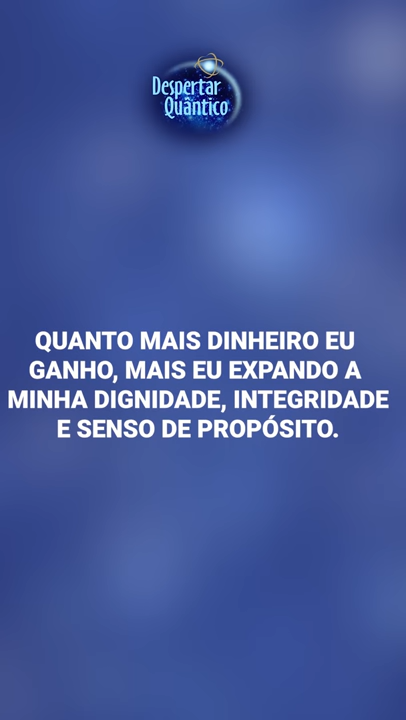 Despertar
Quântico
QUANTO MAIS DINHEIRO EU
GANHO, MAIS EU EXPANDO A
MINHA DIGNIDADE, INTEGRIDADE
E SENSO DE PROPÓSITO.